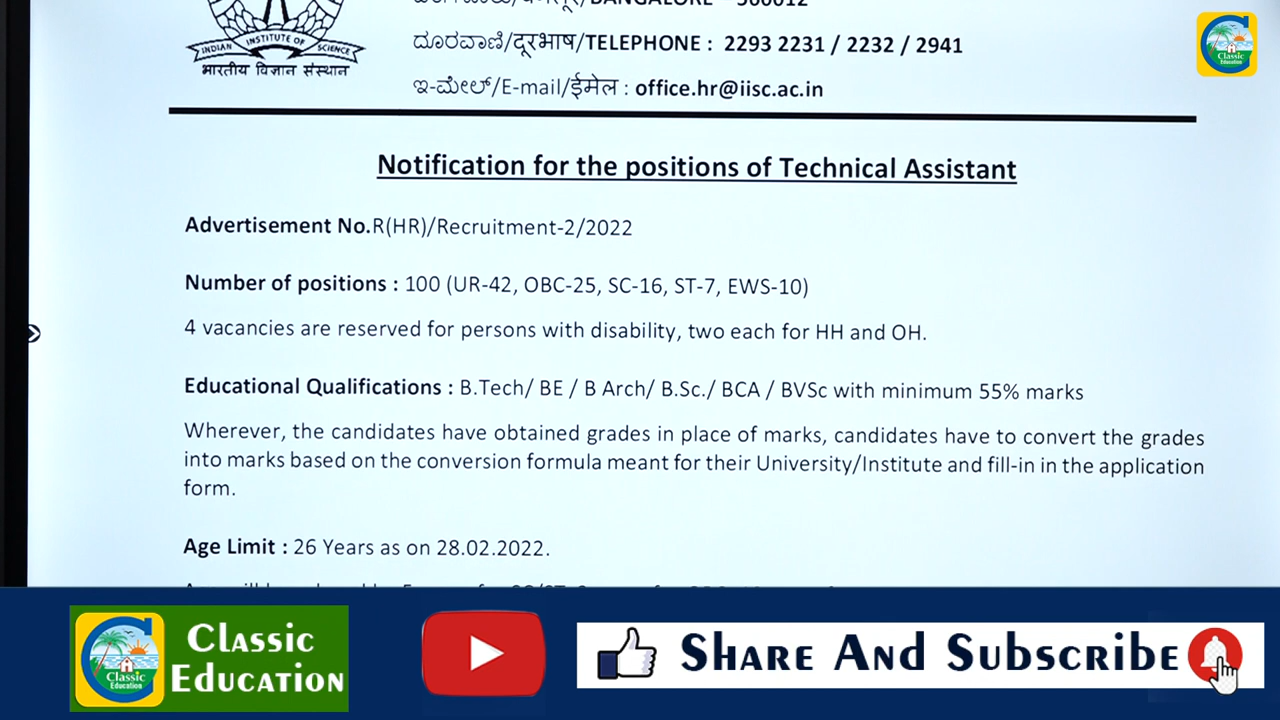 BANGALORE – 560012
ದೂರವಾಣಿ/दूरभाष/TELEPHONE : 2293 2231 / 2232 / 2941
ಇ-ಮೇಲ್/E-mail/ईमेल : office.hr@iisc.ac.in
INDIAN INSTITUTE OF SCIENCE
भारतीय विज्ञान संस्थान
Classic
Education
Notification for the positions of Technical Assistant
Advertisement No.R(HR)/Recruitment-2/2022
Number of positions : 100 (UR-42, OBC-25, SC-16, ST-7, EWS-10)
4 vacancies are reserved for persons with disability, two each for HH and OH.
Educational Qualifications : B.Tech/ BE / B Arch/ B.Sc./ BCA / BVSc with minimum 55% marks
Wherever, the candidates have obtained grades in place of marks, candidates have to convert the grades
into marks based on the conversion formula meant for their University/Institute and fill-in in the application
form.
Age Limit : 26 Years as on 28.02.2022.
Classic
Education
CLASSIC
EDUCATION
SHARE AND SUBSCRIBE